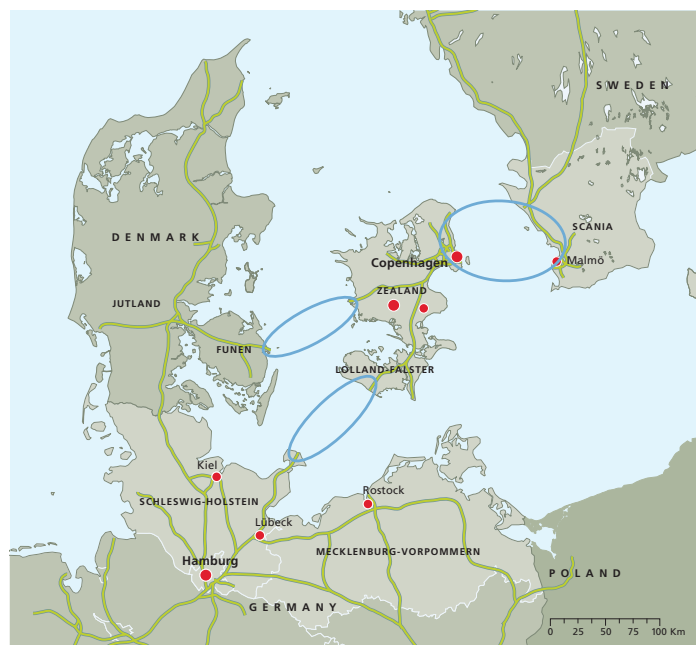 SWEDEN
SCANIA
DENMARK
Copenhagen
Malmö
ZEALAND
JUTLAND
FUNEN
LOLLAND-FALSTER
Kiel
Rostock
SCHLESWIG-HOLSTEIN
Lübeck
MECKLENBURG-VORPOMMERN
Hamburg
POLAND
GERMANY
0 25 50 75 100 Km